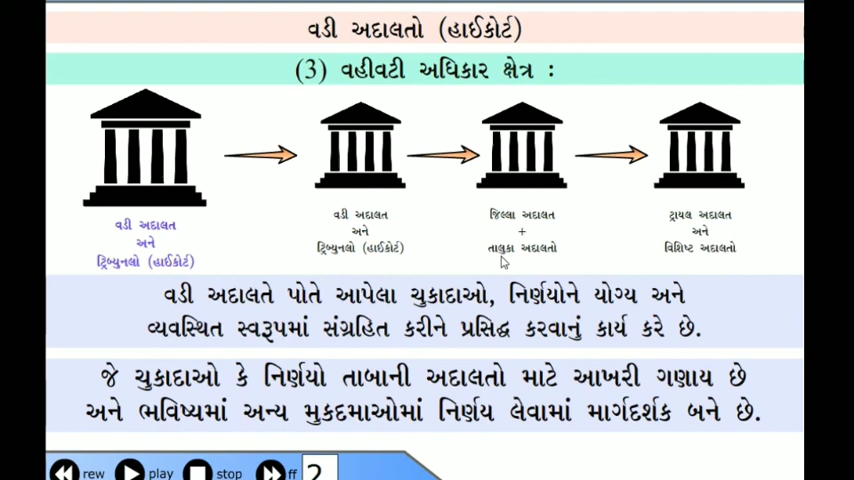 વડી અદાલતો (હાઈકોર્ટ)
(3) વહીવટી અધિકાર ક્ષેત્ર :
વડી અદાલત
અને
ટ્રિબ્યુનલો (હાઈકોર્ટ)
વડી અદાલત
અને
ટ્રિબ્યુનલો (હાઈકોર્ટ)
જિલ્લા અદાલત
+
તાલુકા અદાલતો
ટ્રાયલ અદાલત
અને
વિશિષ્ટ અદાલતો
વડી અદાલતે પોતે આપેલા ચુકાદાઓ, નિર્ણયોને યોગ્ય અને
વ્યવસ્થિત સ્વરૂપમાં સંગ્રહિત કરીને પ્રસિદ્ધ કરવાનું કાર્ય કરે છે.
જે ચુકાદાઓ કે નિર્ણયો તાબાની અદાલતો માટે આખરી ગણાય છે
અને ભવિષ્યમાં અન્ય મુકદમાઓમાં નિર્ણય લેવામાં માર્ગદર્શક બને છે.
rew play stop ff 2